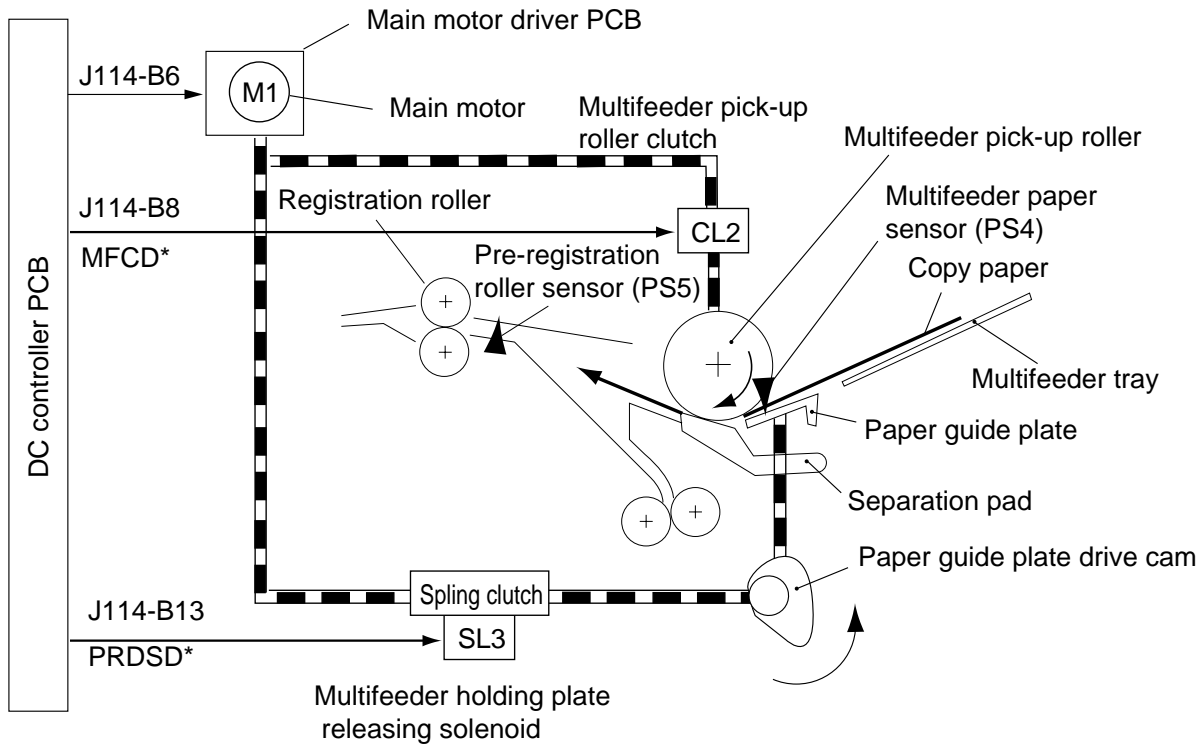 Main motor driver PCB
J114-B6
M1
Main motor
Multifeeder pick-up
roller clutch
Multifeeder pick-up roller
J114-B8
MFCD*
Registration roller
CL2
Multifeeder paper
sensor (PS4)
Pre-registration
roller sensor (PS5)
Copy paper
DC controller PCB
Multifeeder tray
Paper guide plate
Separation pad
Paper guide plate drive cam
J114-B13
PRDSD*
Spling clutch
SL3
Multifeeder holding plate
releasing solenoid